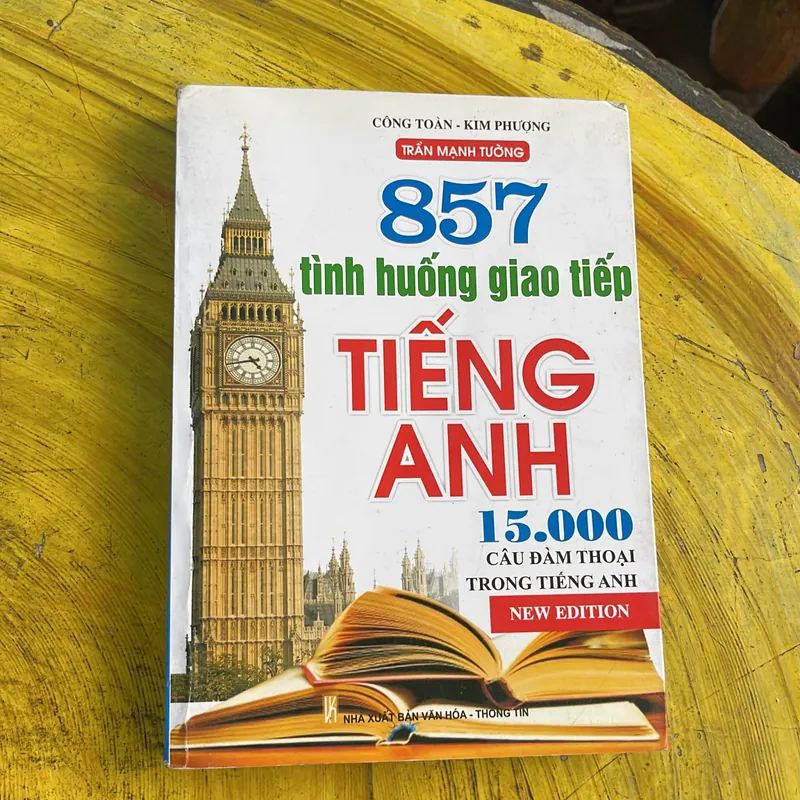 CÔNG TOÀN - KIM PHƯỢNG
TRẦN MẠNH TƯỜNG
857
tình huống giao tiếp
TIẾNG
ANH
15.000
CÂU ĐÀM THOẠI
TRONG TIẾNG ANH
NEW EDITION
NHÀ XUẤT BẢN VĂN HÓA - THÔNG TIN